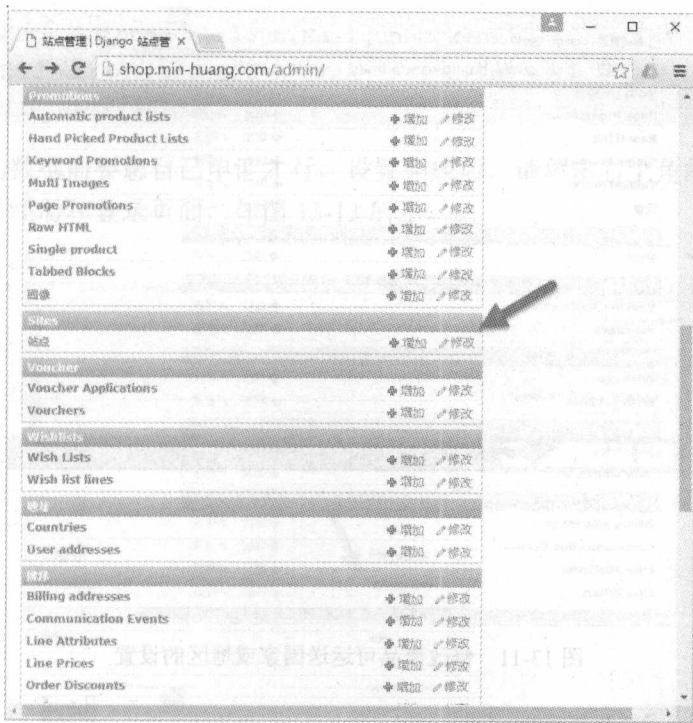 站点管理 | Django 站点管 ×
shop.min-huang.com/admin/
Promotions
Automatic product lists 增加 修改
Hand Picked Product Lists 增加 修改
Keyword Promotions 增加 修改
Multi Images 增加 修改
Page Promotions 增加 修改
Raw HTML 增加 修改
Single product 增加 修改
Tabbed Blocks 增加 修改
图像 增加 修改
Sites
站点 增加 修改
Voucher
Voucher Applications 增加 修改
Vouchers 增加 修改
Wishlists
Wish Lists 增加 修改
Wish list lines 增加 修改
Countries 增加 修改
User addresses 增加 修改
Billing addresses 增加 修改
Communication Events 增加 修改
Line Attributes 增加 修改
Line Prices 增加 修改
Order Discounts 增加 修改